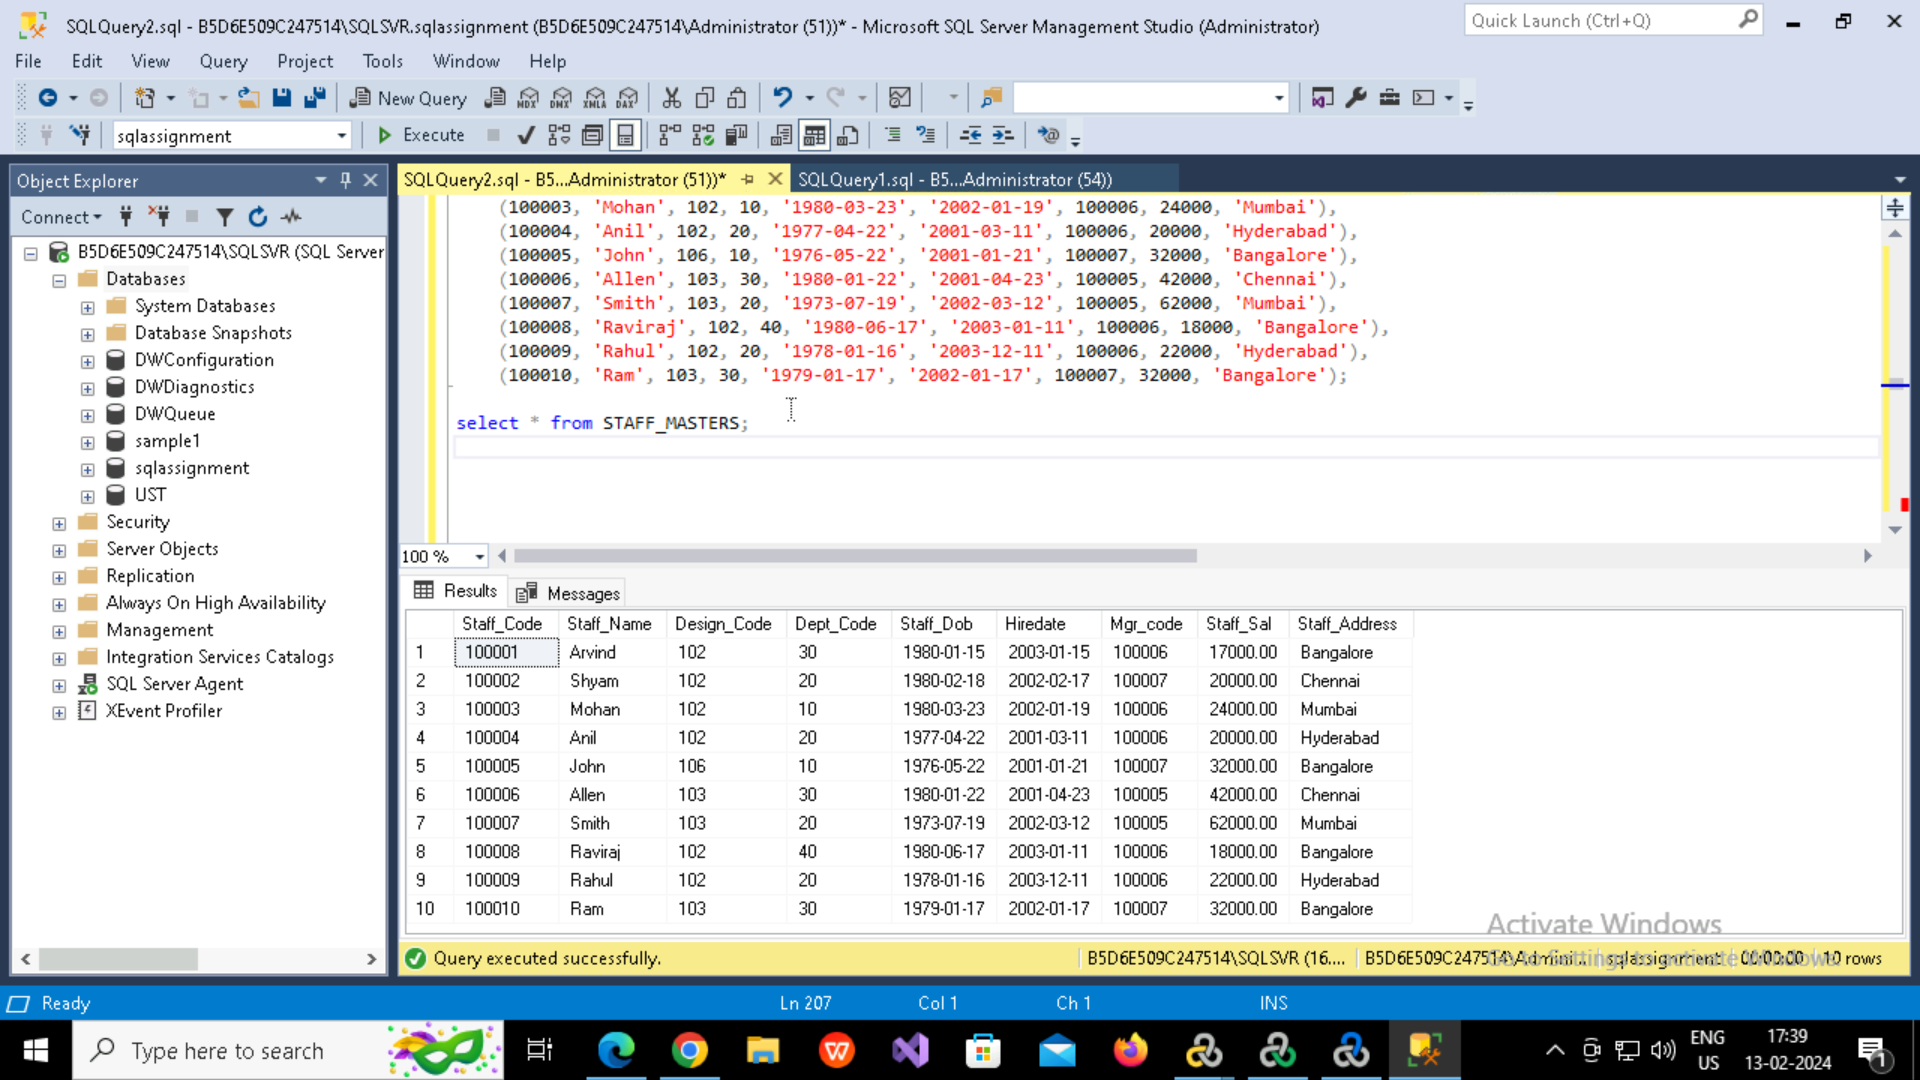 SQLQuery2.sql - B5D6E509C247514\SQLSVR.sqlassignment (B5D6E509C247514\Administrator (51))* - Microsoft SQL Server Management Studio (Administrator)
Quick Launch (Ctrl+Q)
File Edit View Query Project Tools Window Help
New Query
MDX DMX XMLA DAX
sqlassignment Execute
Object Explorer
SQLQuery2.sql - B5...Administrator (51))* SQLQuery1.sql - B5...Administrator (54))
Connect
B5D6E509C247514\SQLSVR (SQL Server
Databases
System Databases
Database Snapshots
DWConfiguration
DWDiagnostics
DWQueue
sample1
sqlassignment
UST
Security
Server Objects
Replication
Always On High Availability
Management
Integration Services Catalogs
SQL Server Agent
XEvent Profiler
(100003, 'Mohan', 102, 10, '1980-03-23', '2002-01-19', 100006, 24000, 'Mumbai'),
(100004, 'Anil', 102, 20, '1977-04-22', '2001-03-11', 100006, 20000, 'Hyderabad'),
(100005, 'John', 106, 10, '1976-05-22', '2001-01-21', 100007, 32000, 'Bangalore'),
(100006, 'Allen', 103, 30, '1980-01-22', '2001-04-23', 100005, 42000, 'Chennai'),
(100007, 'Smith', 103, 20, '1973-07-19', '2002-03-12', 100005, 62000, 'Mumbai'),
(100008, 'Raviraj', 102, 40, '1980-06-17', '2003-01-11', 100006, 18000, 'Bangalore'),
(100009, 'Rahul', 102, 20, '1978-01-16', '2003-12-11', 100006, 22000, 'Hyderabad'),
(100010, 'Ram', 103, 30, '1979-01-17', '2002-01-17', 100007, 32000, 'Bangalore');
select * from STAFF_MASTERS;
100 %
Results Messages
Staff_Code Staff_Name Design_Code Dept_Code Staff_Dob Hiredate Mgr_code Staff_Sal Staff_Address
1 100001 Arvind 102 30 1980-01-15 2003-01-15 100006 17000.00 Bangalore
2 100002 Shyam 102 20 1980-02-18 2002-02-17 100007 20000.00 Chennai
3 100003 Mohan 102 10 1980-03-23 2002-01-19 100006 24000.00 Mumbai
4 100004 Anil 102 20 1977-04-22 2001-03-11 100006 20000.00 Hyderabad
5 100005 John 106 10 1976-05-22 2001-01-21 100007 32000.00 Bangalore
6 100006 Allen 103 30 1980-01-22 2001-04-23 100005 42000.00 Chennai
7 100007 Smith 103 20 1973-07-19 2002-03-12 100005 62000.00 Mumbai
8 100008 Raviraj 102 40 1980-06-17 2003-01-11 100006 18000.00 Bangalore
9 100009 Rahul 102 20 1978-01-16 2003-12-11 100006 22000.00 Hyderabad
10 100010 Ram 103 30 1979-01-17 2002-01-17 100007 32000.00 Bangalore
Activate Windows
Go to Settings to activate Windows.
Query executed successfully. B5D6E509C247514\SQLSVR (16.... B5D6E509C247514\Admini... sqlassignment 00:00:00 10 rows
Ready Ln 207 Col 1 Ch 1 INS
Type here to search
ENG
US
17:39
13-02-2024
1